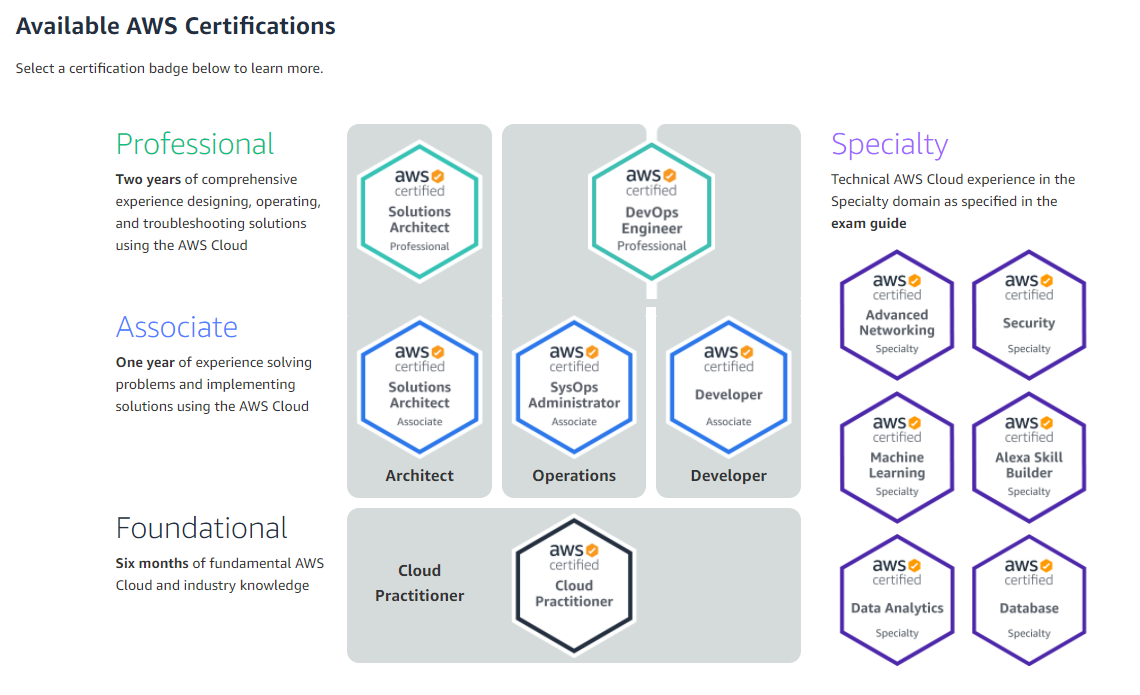 Available AWS Certifications
Select a certification badge below to learn more.
Professional
Two years of comprehensive
experience designing, operating,
and troubleshooting solutions
using the AWS Cloud
aws
certified
Solutions
Architect
Professional
aws
certified
DevOps
Engineer
Professional
Associate
One year of experience solving
problems and implementing
solutions using the AWS Cloud
aws
certified
Solutions
Architect
Associate
Architect
aws
certified
SysOps
Administrator
Associate
Operations
aws
certified
Developer
Associate
Developer
Foundational
Six months of fundamental AWS
Cloud and industry knowledge
Cloud
Practitioner
aws
certified
Cloud
Practitioner
Specialty
Technical AWS Cloud experience in the
Specialty domain as specified in the
exam guide
aws
certified
Advanced
Networking
Specialty
aws
certified
Security
Specialty
aws
certified
Machine
Learning
Specialty
aws
certified
Alexa Skill
Builder
Specialty
aws
certified
Data Analytics
Specialty
aws
certified
Database
Specialty